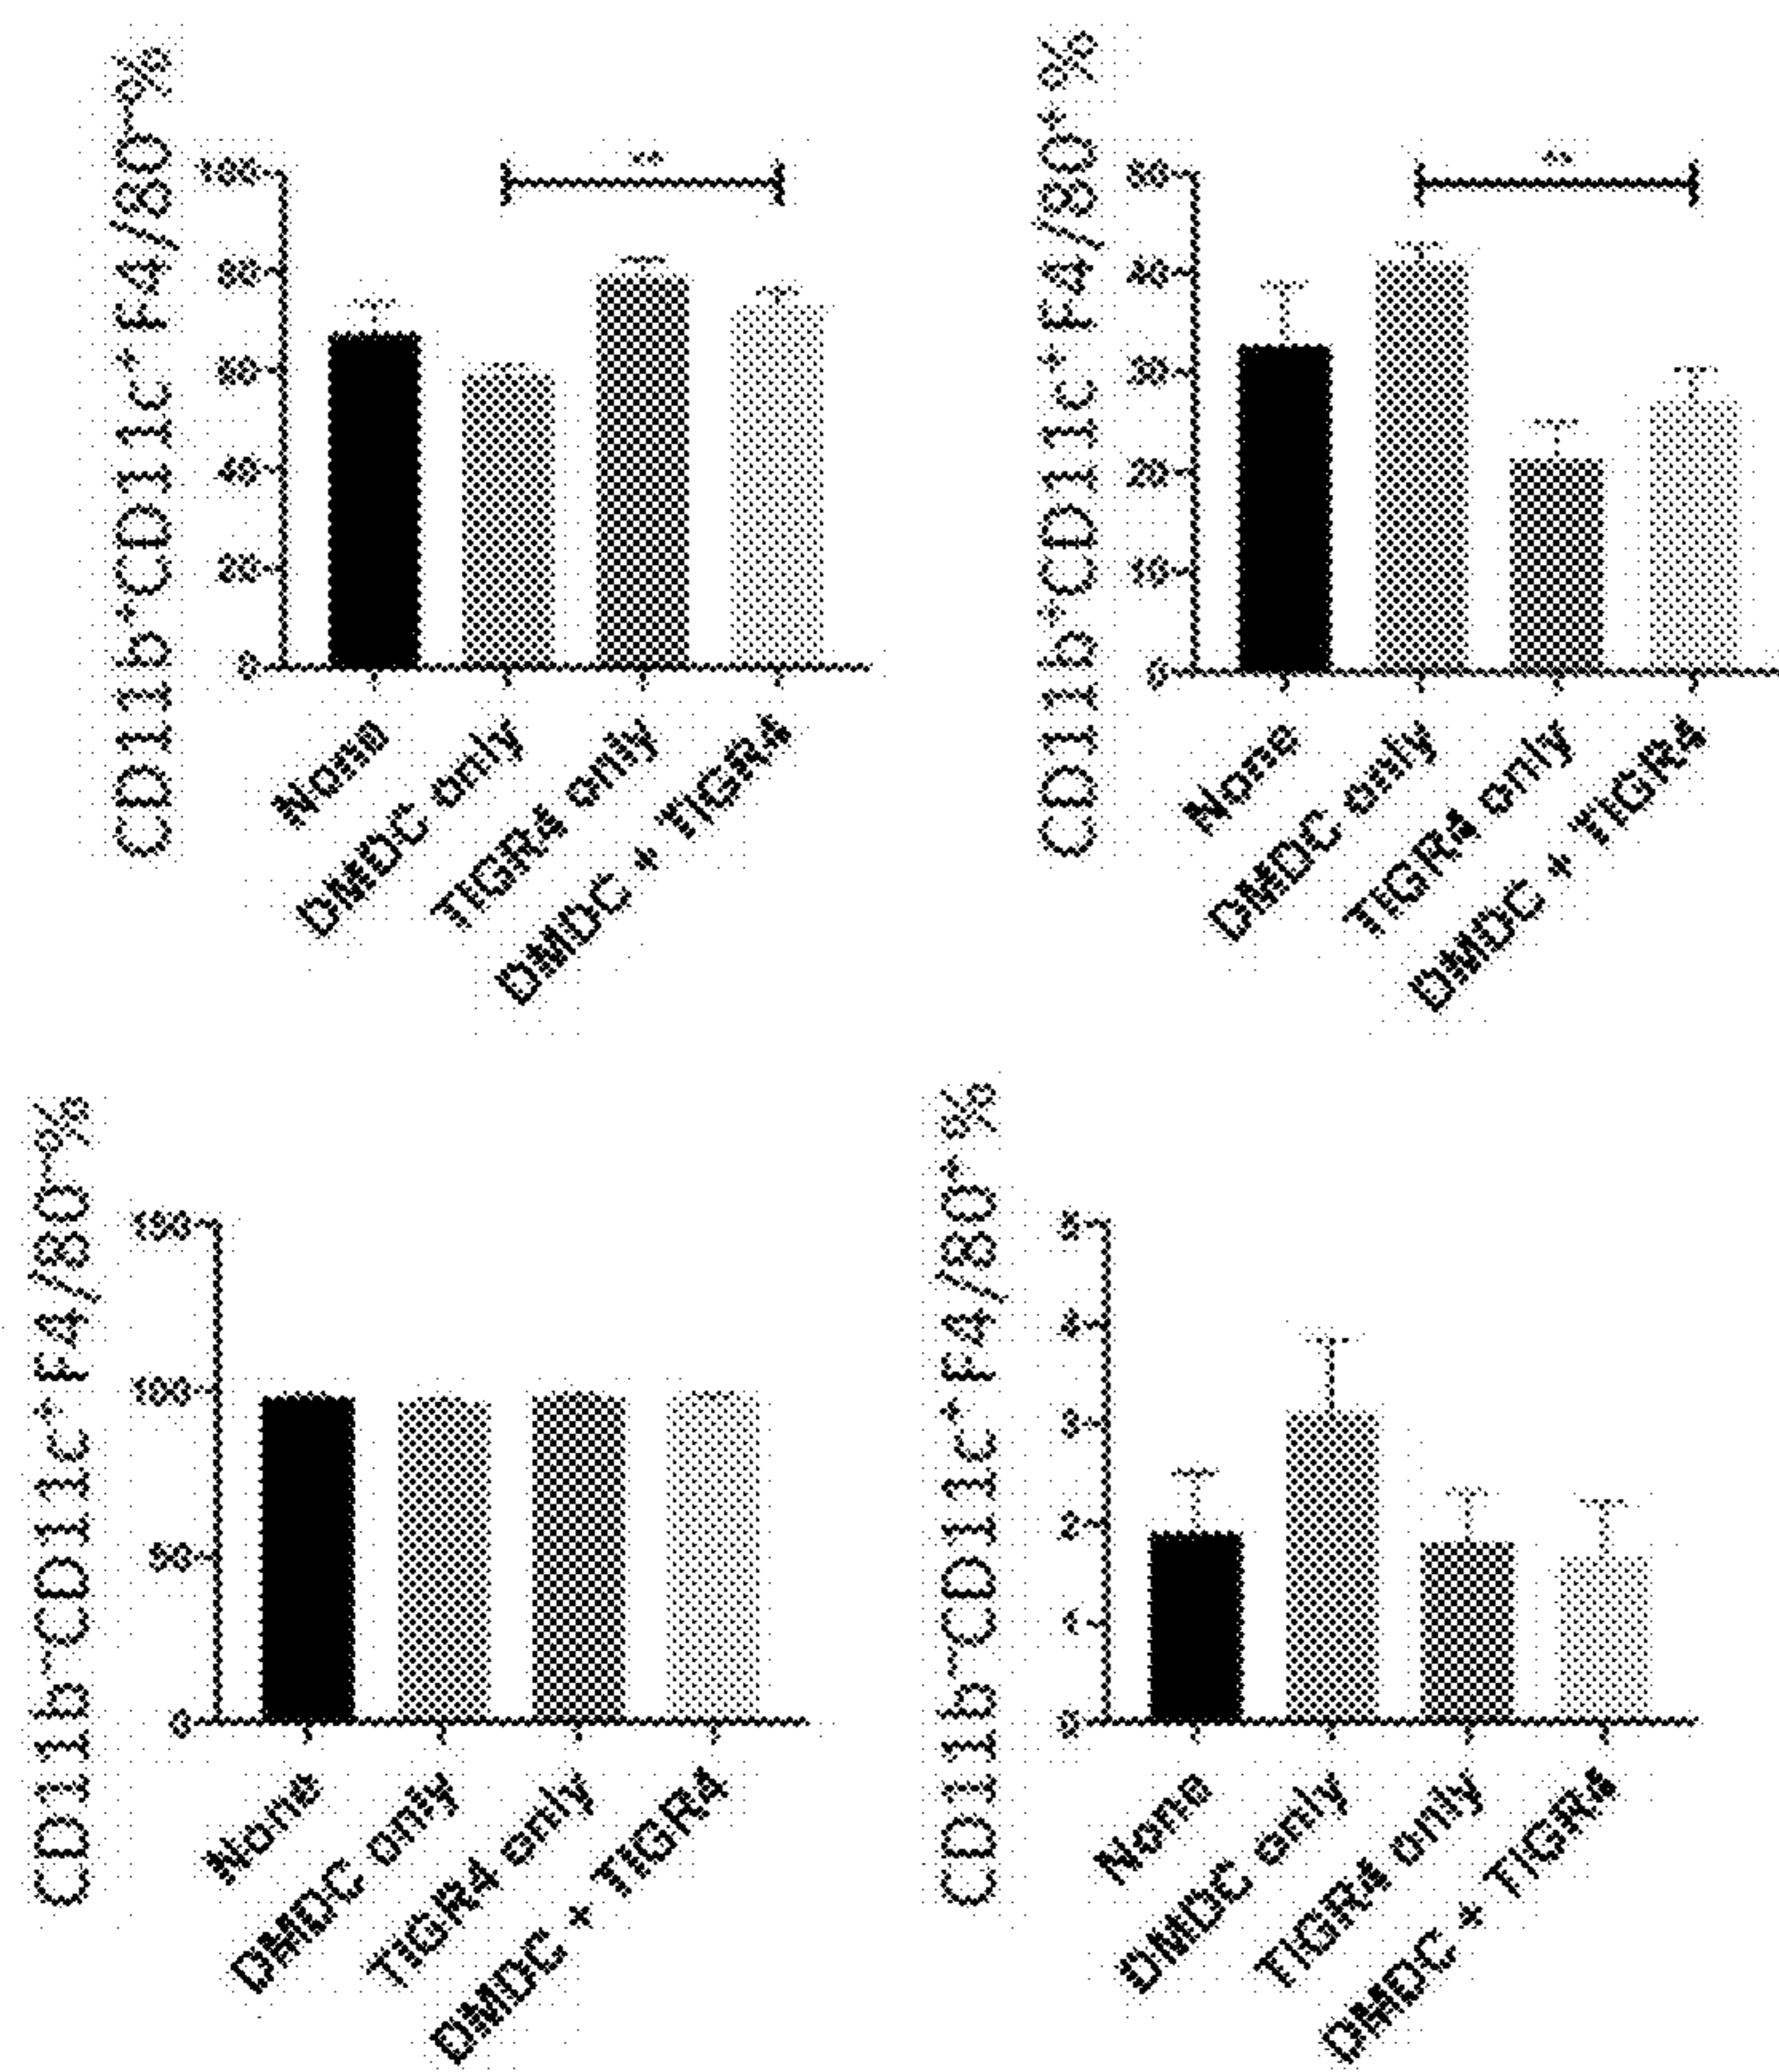 CD11b⁺CD11c⁺F4/80⁻%
100
80
60
40
20
0
None
DMDC only
TIGR4 only
DMDC + TIGR4
CD11b⁺CD11c⁺F4/80⁺%
50
40
30
20
10
0
None
DMDC only
TIGR4 only
DMDC + TIGR4
CD11b⁻CD11c⁺F4/80⁻%
150
100
50
0
None
DMDC only
TIGR4 only
DMDC + TIGR4
CD11b⁻CD11c⁺F4/80⁺%
5
4
3
2
1
0
None
DMDC only
TIGR4 only
DMDC + TIGR4